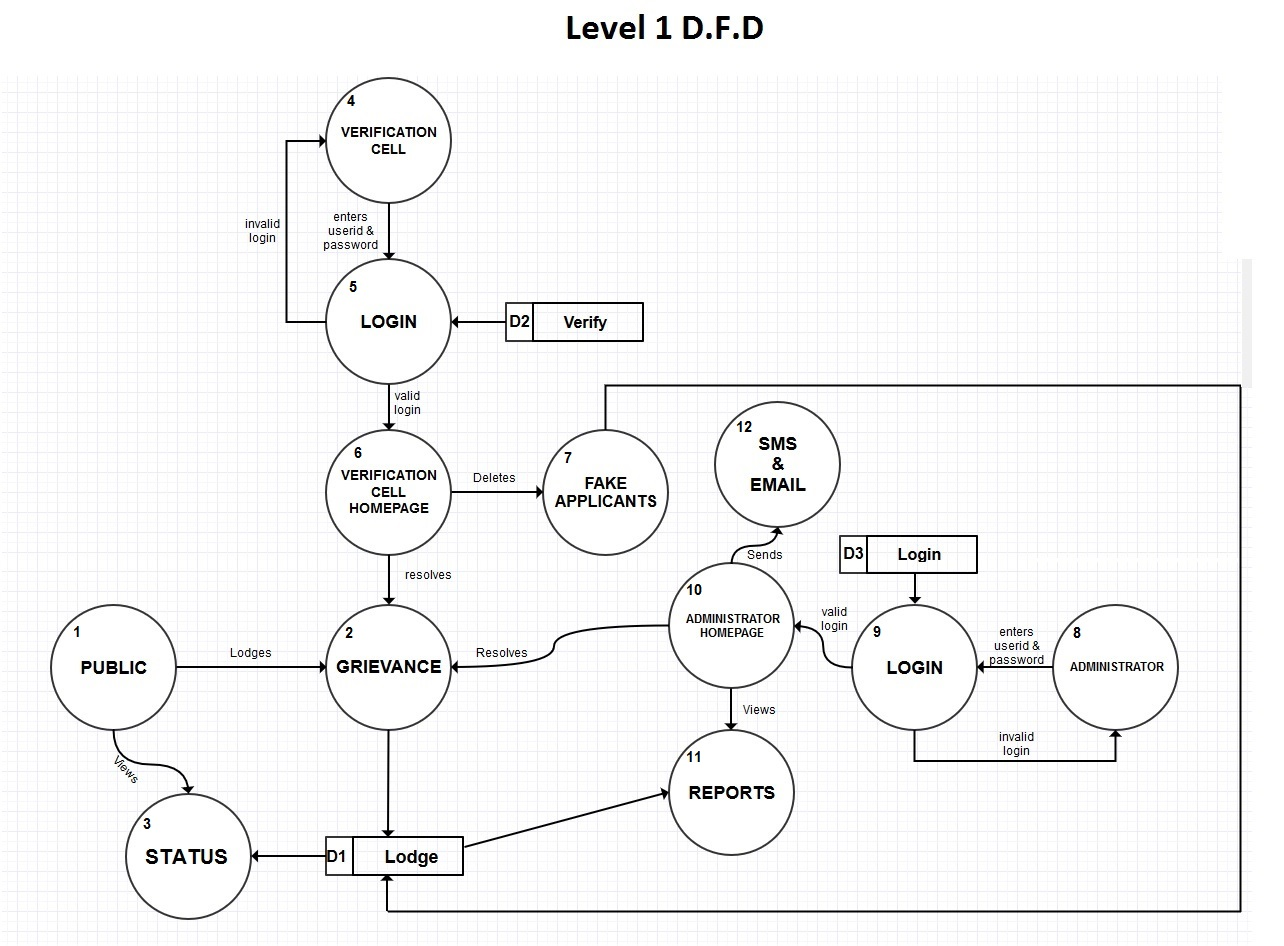 Level 1 D.F.D
4
VERIFICATION
CELL
invalid
login
enters
userid &
password
5
LOGIN
D2 Verify
valid
login
6
VERIFICATION
CELL
HOMEPAGE
Deletes
7
FAKE
APPLICANTS
12
SMS
&
EMAIL
Sends
D3 Login
resolves
1
PUBLIC
Lodges
2
GRIEVANCE
Resolves
10
ADMINISTRATOR
HOMEPAGE
valid
login
9
LOGIN
enters
userid &
password
8
ADMINISTRATOR
Views
invalid
login
Views
11
REPORTS
3
STATUS
D1 Lodge